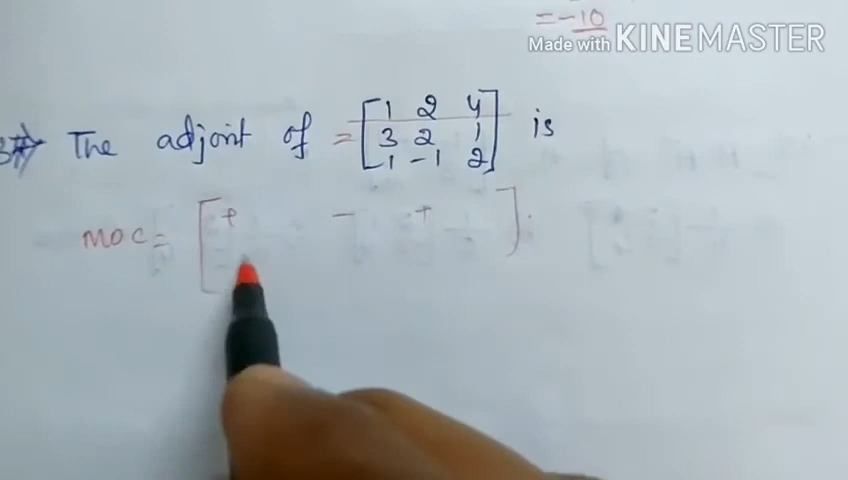 = -10
Made with KINEMASTER
3#) The adjoint of = [1 2 4
3 2 1
1 -1 2] is
MOC = [+ - +]